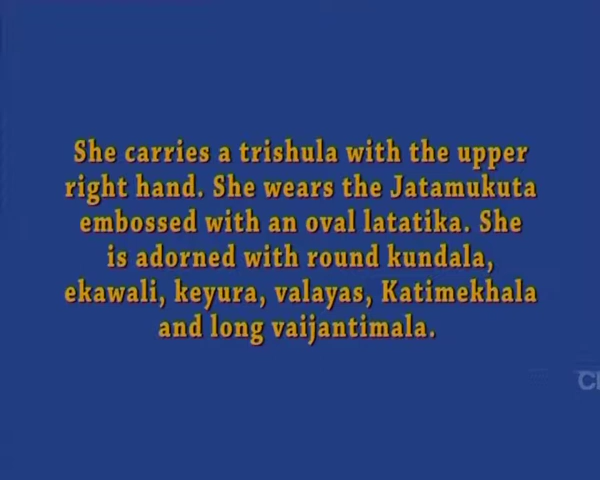 She carries a trishula with the upper
right hand. She wears the Jatamukuta
embossed with an oval latatika. She
is adorned with round kundala,
ekawali, keyura, valayas, Katimekhala
and long vaijantimala.